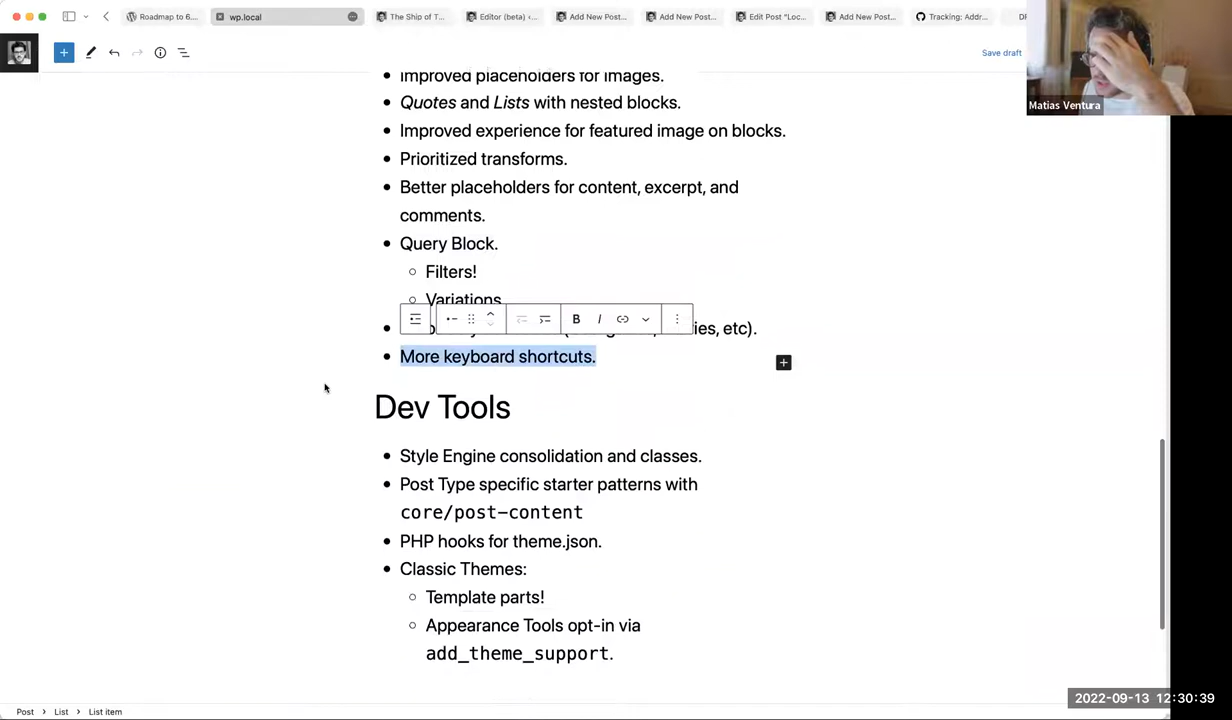 Roadmap to 6....
wp.local
The Ship of T...
Editor (beta) ‹...
Add New Post...
Add New Post...
Edit Post "Loc...
Add New Post...
Tracking: Addr...
Save draft
Matias Ventura
Improved placeholders for images.
Quotes and Lists with nested blocks.
Improved experience for featured image on blocks.
Prioritized transforms.
Better placeholders for content, excerpt, and
comments.
Query Block.
Filters!
Variations
B I
ies, etc).
More keyboard shortcuts.
Dev Tools
Style Engine consolidation and classes.
Post Type specific starter patterns with
core/post-content
PHP hooks for theme.json.
Classic Themes:
Template parts!
Appearance Tools opt-in via
add_theme_support.
2022-09-13 12:30:39
Post > List > List item